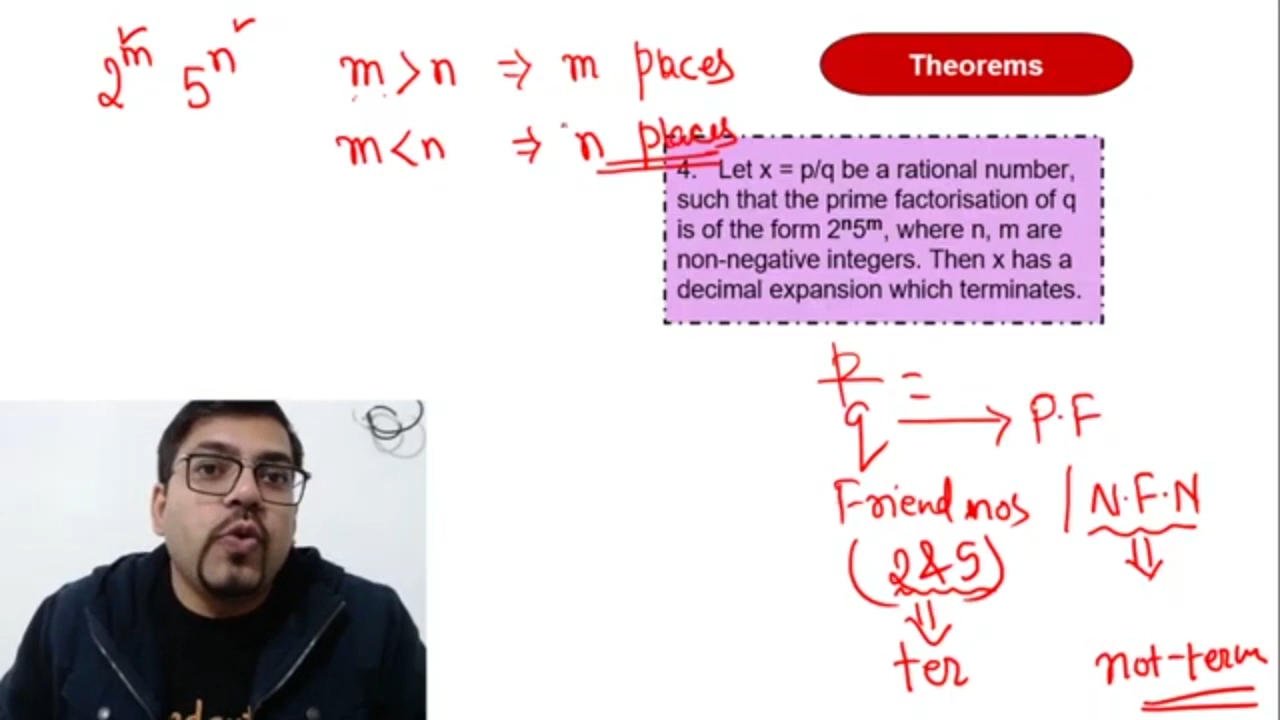 2^m 5^n m>n ⇒ m places
m<n ⇒ n places
Theorems
4. Let x = p/q be a rational number,
such that the prime factorisation of q
is of the form 2ⁿ5ᵐ, where n, m are
non-negative integers. Then x has a
decimal expansion which terminates.
p/q =
→ P.F
Friend nos | N.F.N
(2&5) ⇓
⇓
ter not-term